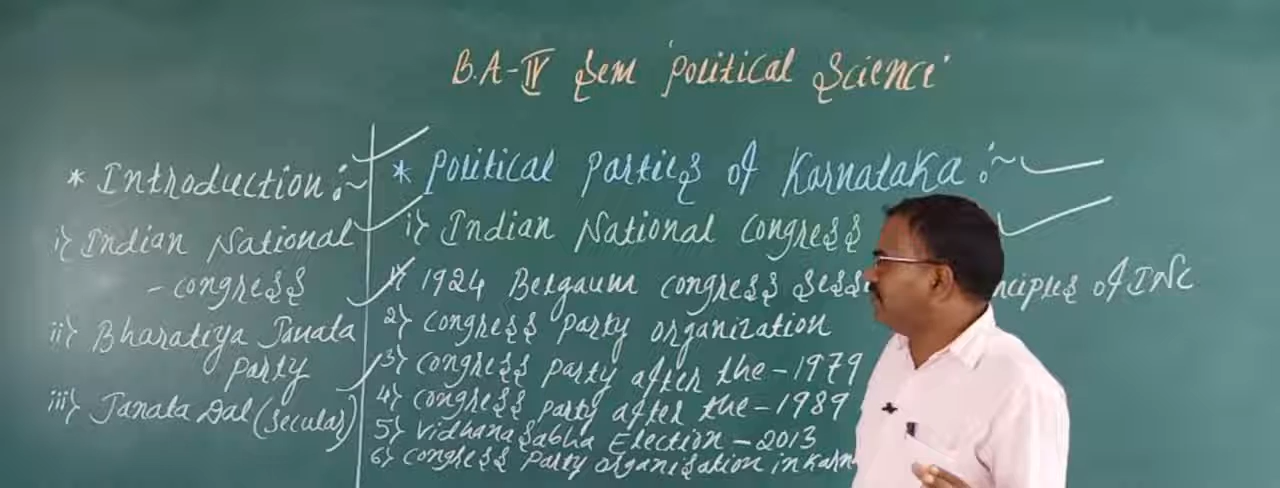 B.A-IV Sem 'Political Science'
* Introduction:~
i) Indian National
- congress
ii) Bharatiya Janata
Party
iii) Janata Dal (Secular)
* Political Parties of Karnataka:~
i) Indian National Congress
1) 1924 Belgaum Congress of INC
2) Congress Party organization
3) Congress Party after the - 1979
4) Congress Party after the - 1989
5) Vidhana Sabha Election - 2013
6) Congress Party organisation in